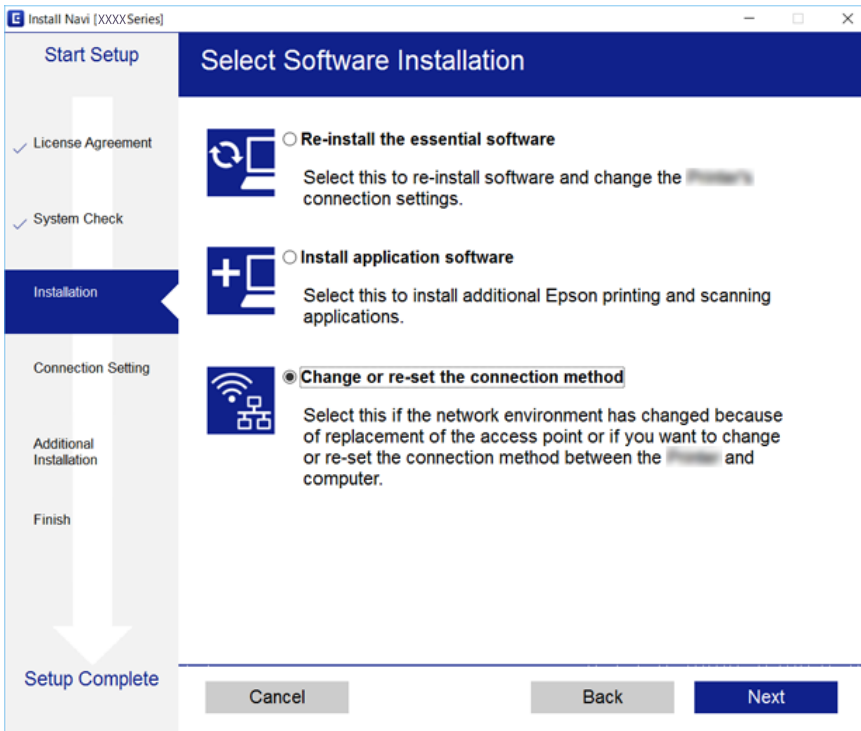 Install Navi [XXXX Series]
Start Setup
License Agreement
System Check
Installation
Connection Setting
Additional
Installation
Finish
Setup Complete
Select Software Installation
Re-install the essential software
Select this to re-install software and change the
connection settings.
Install application software
Select this to install additional Epson printing and scanning
applications.
Change or re-set the connection method
Select this if the network environment has changed because
of replacement of the access point or if you want to change
or re-set the connection method between the and
computer.
Cancel
Back
Next